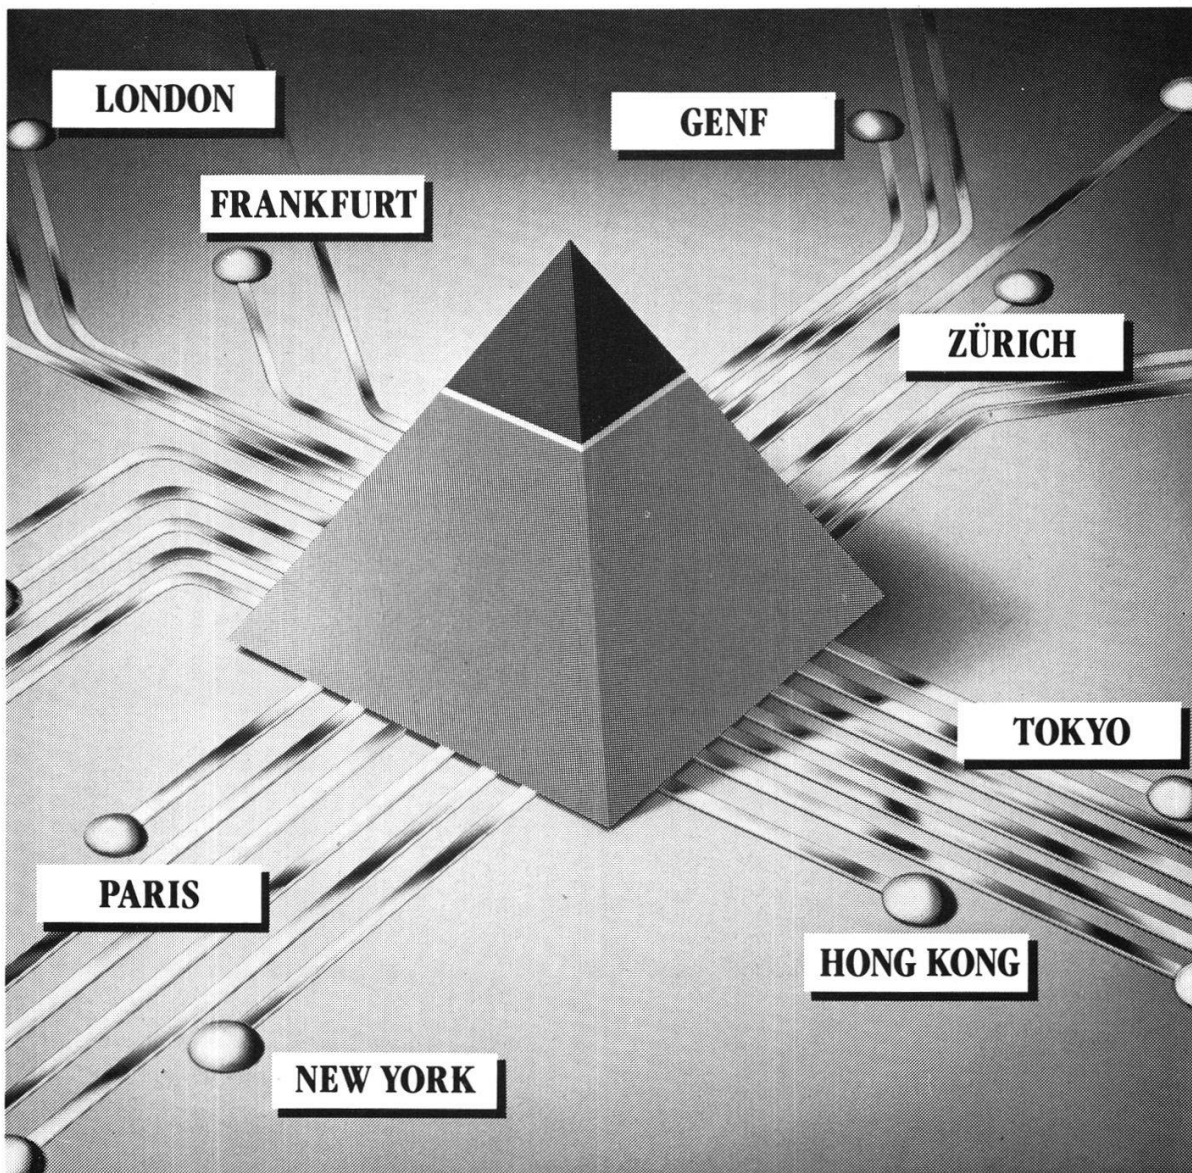 LONDON
GENF
FRANKFURT
ZÜRICH
TOKYO
PARIS
HONG KONG
NEW YORK